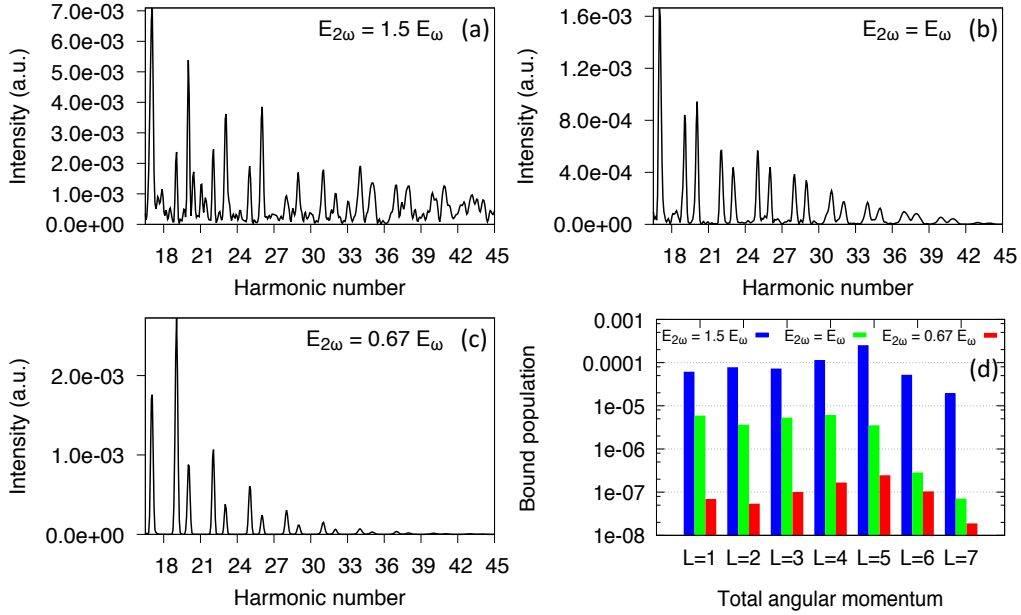 E₂ω = 1.5 Eω (a)
Intensity (a.u.)
7.0e-03
6.0e-03
5.0e-03
4.0e-03
3.0e-03
2.0e-03
1.0e-03
0.0e+00
18 21 24 27 30 33 36 39 42 45
Harmonic number
E₂ω = Eω (b)
Intensity (a.u.)
1.6e-03
1.2e-03
8.0e-04
4.0e-04
0.0e+00
18 21 24 27 30 33 36 39 42 45
Harmonic number
E₂ω = 0.67 Eω (c)
Intensity (a.u.)
2.0e-03
1.0e-03
0.0e+00
18 21 24 27 30 33 36 39 42 45
Harmonic number
E₂ω = 1.5 Eω E₂ω = Eω E₂ω = 0.67 Eω
(d)
Bound population
0.001
0.0001
1e-05
1e-06
1e-07
1e-08
L=1 L=2 L=3 L=4 L=5 L=6 L=7
Total angular momentum